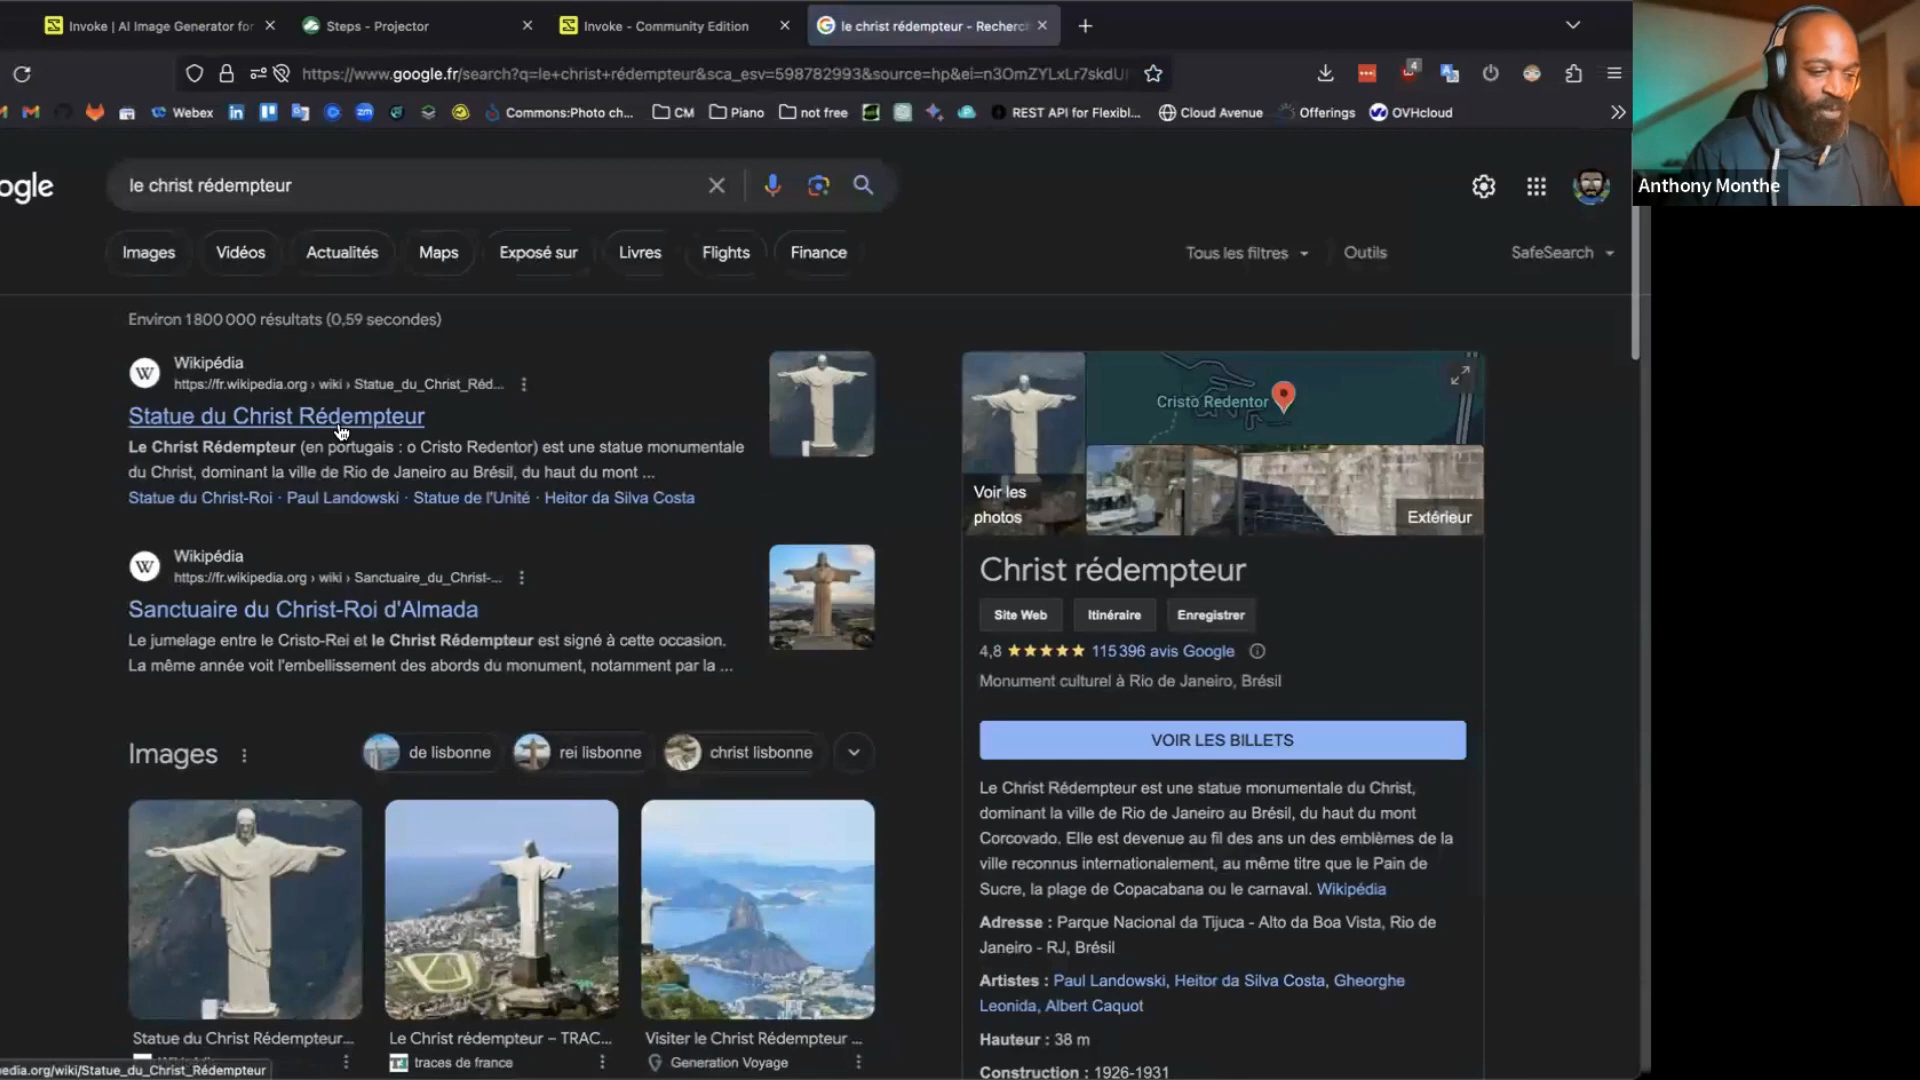 Invoke | AI Image Generator for
Steps - Projector
Invoke - Community Edition
le christ rédempteur - Recherc
https://www.google.fr/search?q=le+christ+rédempteur&sca_esv=598782993&source=hp&ei=n3OmZYLxLr7skdU
4
Webex
Commons:Photo ch...
CM
Piano
not free
REST API for Flexibl...
Cloud Avenue
Offerings
OVHcloud
Anthony Monthe
ogle
le christ rédempteur
Images
Vidéos
Actualités
Maps
Exposé sur
Livres
Flights
Finance
Tous les filtres
Outils
SafeSearch
Environ 1 800 000 résultats (0,59 secondes)
Wikipédia
https://fr.wikipedia.org › wiki › Statue_du_Christ_Réd...
Statue du Christ Rédempteur
Le Christ Rédempteur (en portugais : o Cristo Redentor) est une statue monumentale
du Christ, dominant la ville de Rio de Janeiro au Brésil, du haut du mont ...
Statue du Christ-Roi · Paul Landowski · Statue de l'Unité · Heitor da Silva Costa
Wikipédia
https://fr.wikipedia.org › wiki › Sanctuaire_du_Christ-...
Sanctuaire du Christ-Roi d'Almada
Le jumelage entre le Cristo-Rei et le Christ Rédempteur est signé à cette occasion.
La même année voit l'embellissement des abords du monument, notamment par la ...
Images
de lisbonne
rei lisbonne
christ lisbonne
Statue du Christ Rédempteur...
Le Christ rédempteur – TRAC...
traces de france
Visiter le Christ Rédempteur ...
Generation Voyage
pedia.org/wiki/Statue_du_Christ_Rédempteur
Cristo Redentor
Voir les
photos
Extérieur
Christ rédempteur
Site Web
Itinéraire
Enregistrer
4,8 ★★★★★ 115 396 avis Google
Monument culturel à Rio de Janeiro, Brésil
VOIR LES BILLETS
Le Christ Rédempteur est une statue monumentale du Christ,
dominant la ville de Rio de Janeiro au Brésil, du haut du mont
Corcovado. Elle est devenue au fil des ans un des emblèmes de la
ville reconnus internationalement, au même titre que le Pain de
Sucre, la plage de Copacabana ou le carnaval. Wikipédia
Adresse : Parque Nacional da Tijuca - Alto da Boa Vista, Rio de
Janeiro - RJ, Brésil
Artistes : Paul Landowski, Heitor da Silva Costa, Gheorghe
Leonida, Albert Caquot
Hauteur : 38 m
Construction : 1926-1931